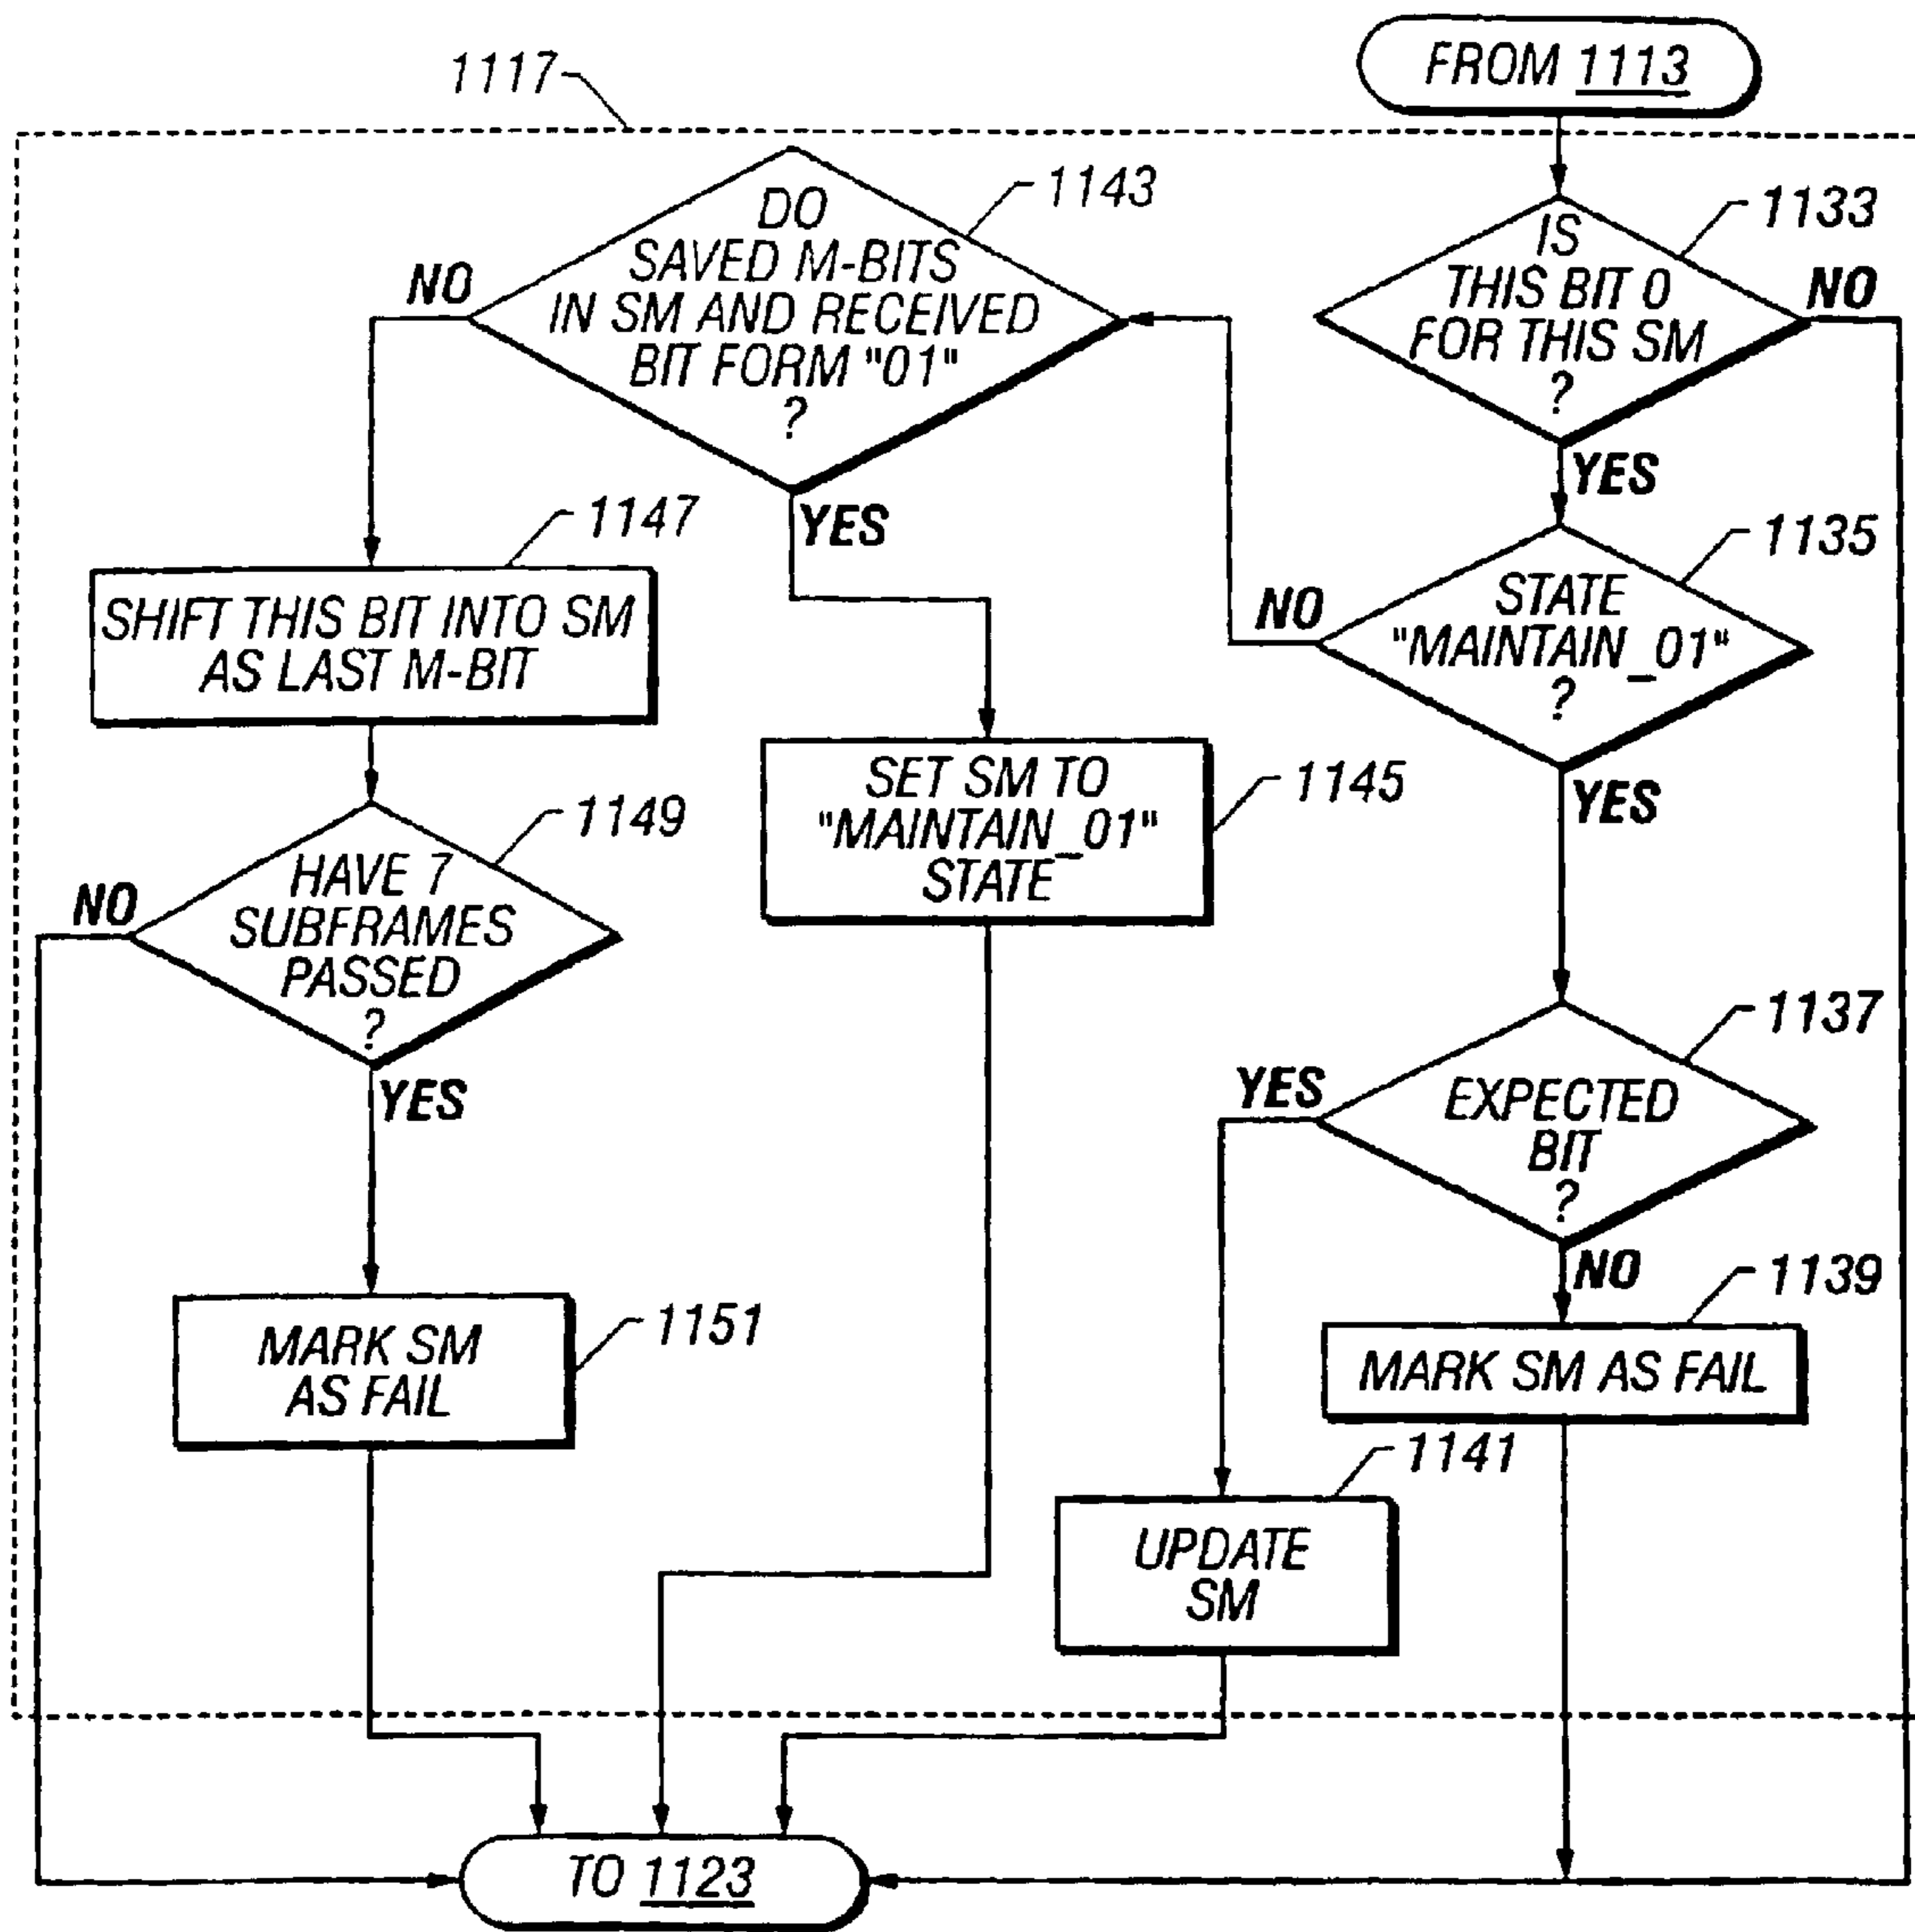 FROM 1113
1117
1143
DO
SAVED M-BITS
IN SM AND RECEIVED
BIT FORM "01"
?
NO
YES
1133
IS
THIS BIT 0
FOR THIS SM
?
NO
YES
1135
STATE
"MAINTAIN_01"
?
NO
YES
1147
SHIFT THIS BIT INTO SM
AS LAST M-BIT
1145
SET SM TO
"MAINTAIN_01"
STATE
1149
HAVE 7
SUBFRAMES
PASSED
?
NO
YES
1137
EXPECTED
BIT
?
YES
NO
1151
MARK SM
AS FAIL
1139
MARK SM AS FAIL
1141
UPDATE
SM
TO 1123